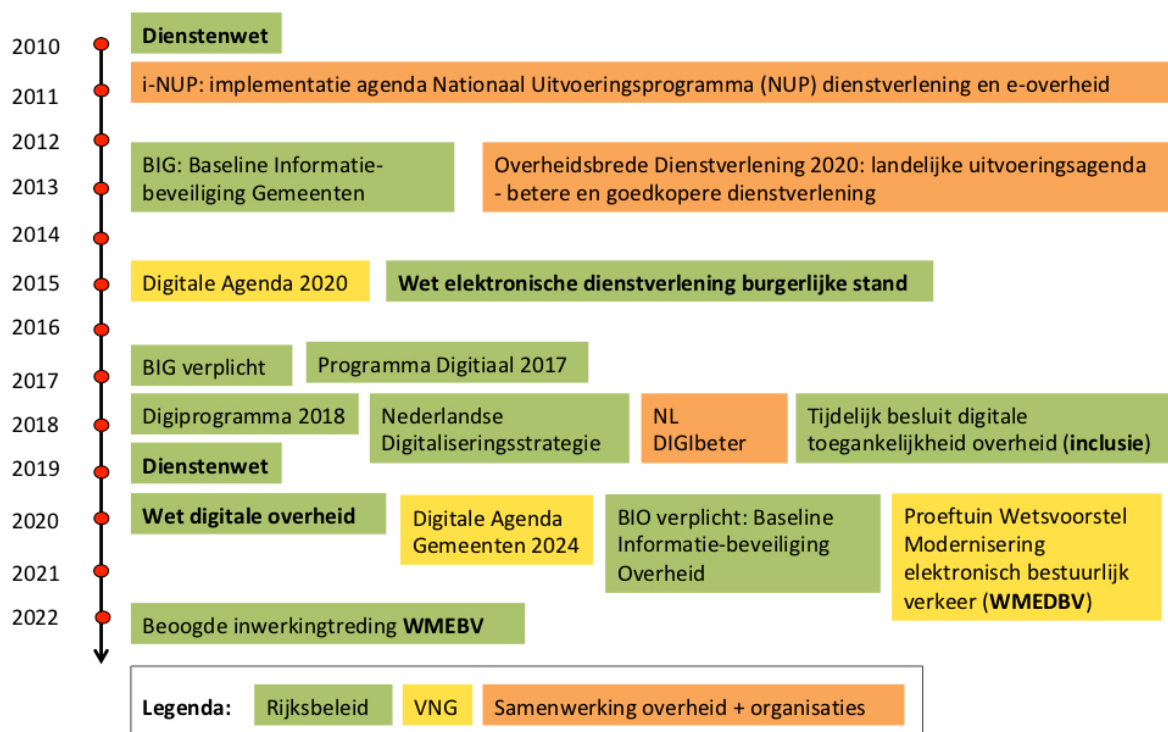 2010
Dienstenwet
i-NUP: implementatie agenda Nationaal Uitvoeringsprogramma (NUP) dienstverlening en e-overheid
2011
2012
BIG: Baseline Informatie-
beveiliging Gemeenten
Overheidsbrede Dienstverlening 2020: landelijke uitvoeringsagenda
- betere en goedkopere dienstverlening
2013
2014
2015
Digitale Agenda 2020
Wet elektronische dienstverlening burgerlijke stand
2016
2017
BIG verplicht
Programma Digitiaal 2017
2018
Digiprogramma 2018
Nederlandse
Digitaliseringsstrategie
NL
DIGIbeter
Tijdelijk besluit digitale
toegankelijkheid overheid (inclusie)
2019
Dienstenwet
2020
Wet digitale overheid
Digitale Agenda
Gemeenten 2024
BIO verplicht: Baseline
Informatie-beveiliging
Overheid
Proeftuin Wetsvoorstel
Modernisering
elektronisch bestuurlijk
verkeer (WMEDBV)
2021
2022
Beoogde inwerkingtreding WMEBV
Legenda:
Rijksbeleid
VNG
Samenwerking overheid + organisaties